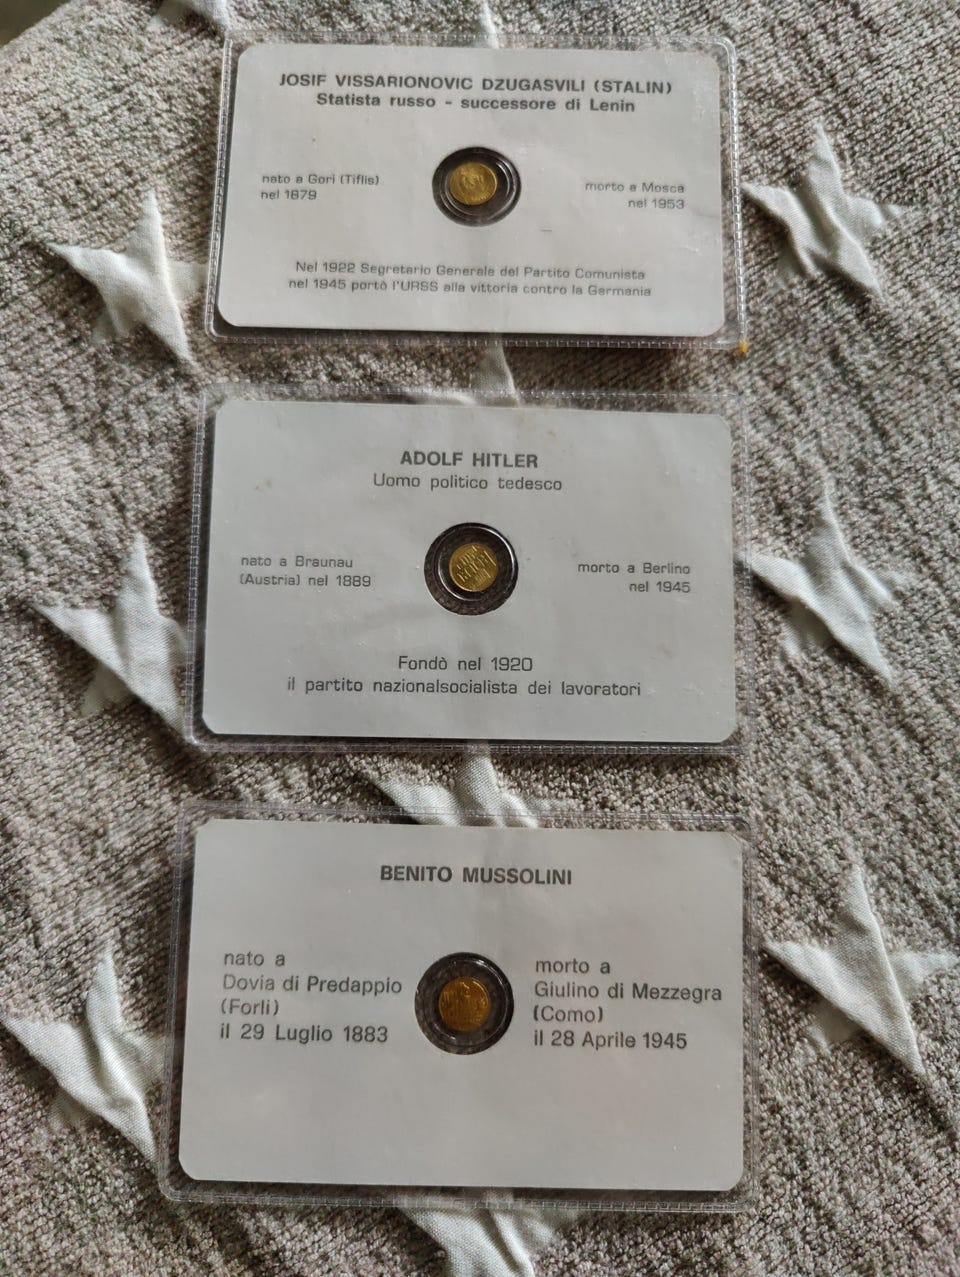 JOSIF VISSARIONOVIC DZUGASVILI (STALIN)
Statista russo - successore di Lenin
nato a Gori (Tiflis)
nel 1879
morto a Mosca
nel 1953
Nel 1922 Segretario Generale del Partito Comunista
nel 1945 portò l'URSS alla vittoria contro la Germania
ADOLF HITLER
Uomo politico tedesco
nato a Braunau
(Austria) nel 1889
morto a Berlino
nel 1945
Fondò nel 1920
il partito nazionalsocialista dei lavoratori
BENITO MUSSOLINI
nato a
Dovia di Predappio
(Forlì)
il 29 Luglio 1883
morto a
Giulino di Mezzegra
(Como)
il 28 Aprile 1945